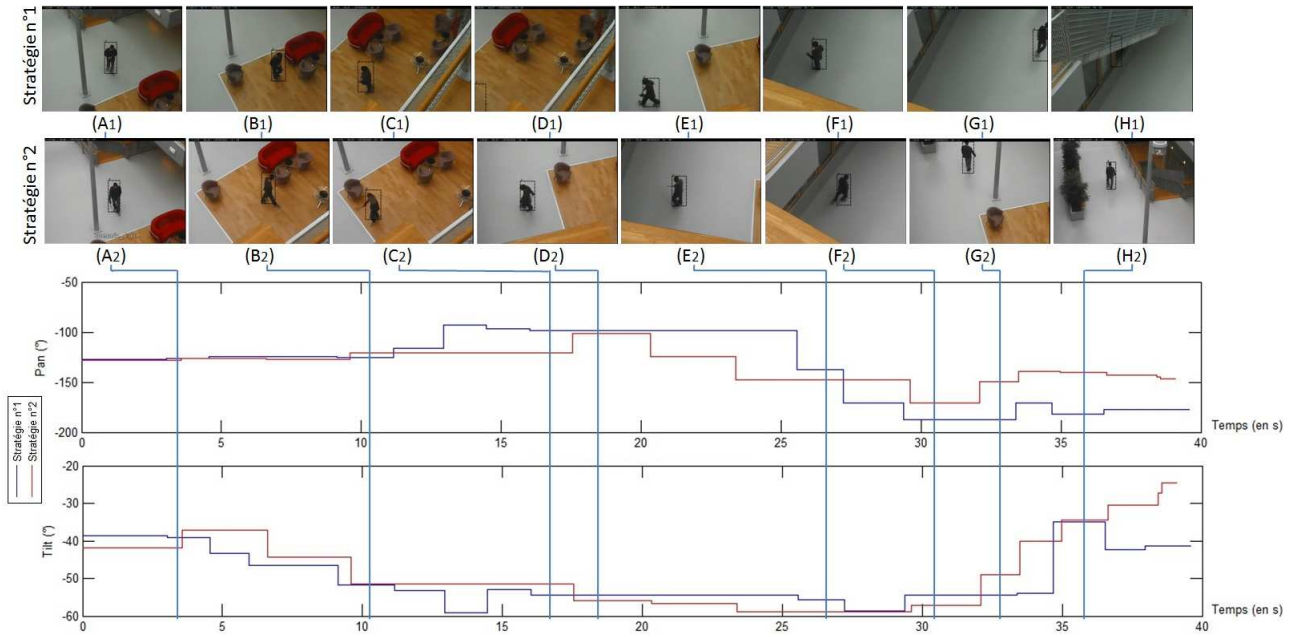 Stratégie n°1
(A1) (B1) (C1) (D1) (E1) (F1) (G1) (H1)
Stratégie n°2
(A2) (B2) (C2) (D2) (E2) (F2) (G2) (H2)
-50
-100
-150
-200
Pan (°)
0 5 10 15 20 25 30 35 40
Temps (en s)
Stratégie n°1
Stratégie n°2
-20
-30
-40
-50
-60
Tilt (°)
0 5 10 15 20 25 30 35 40
Temps (en s)